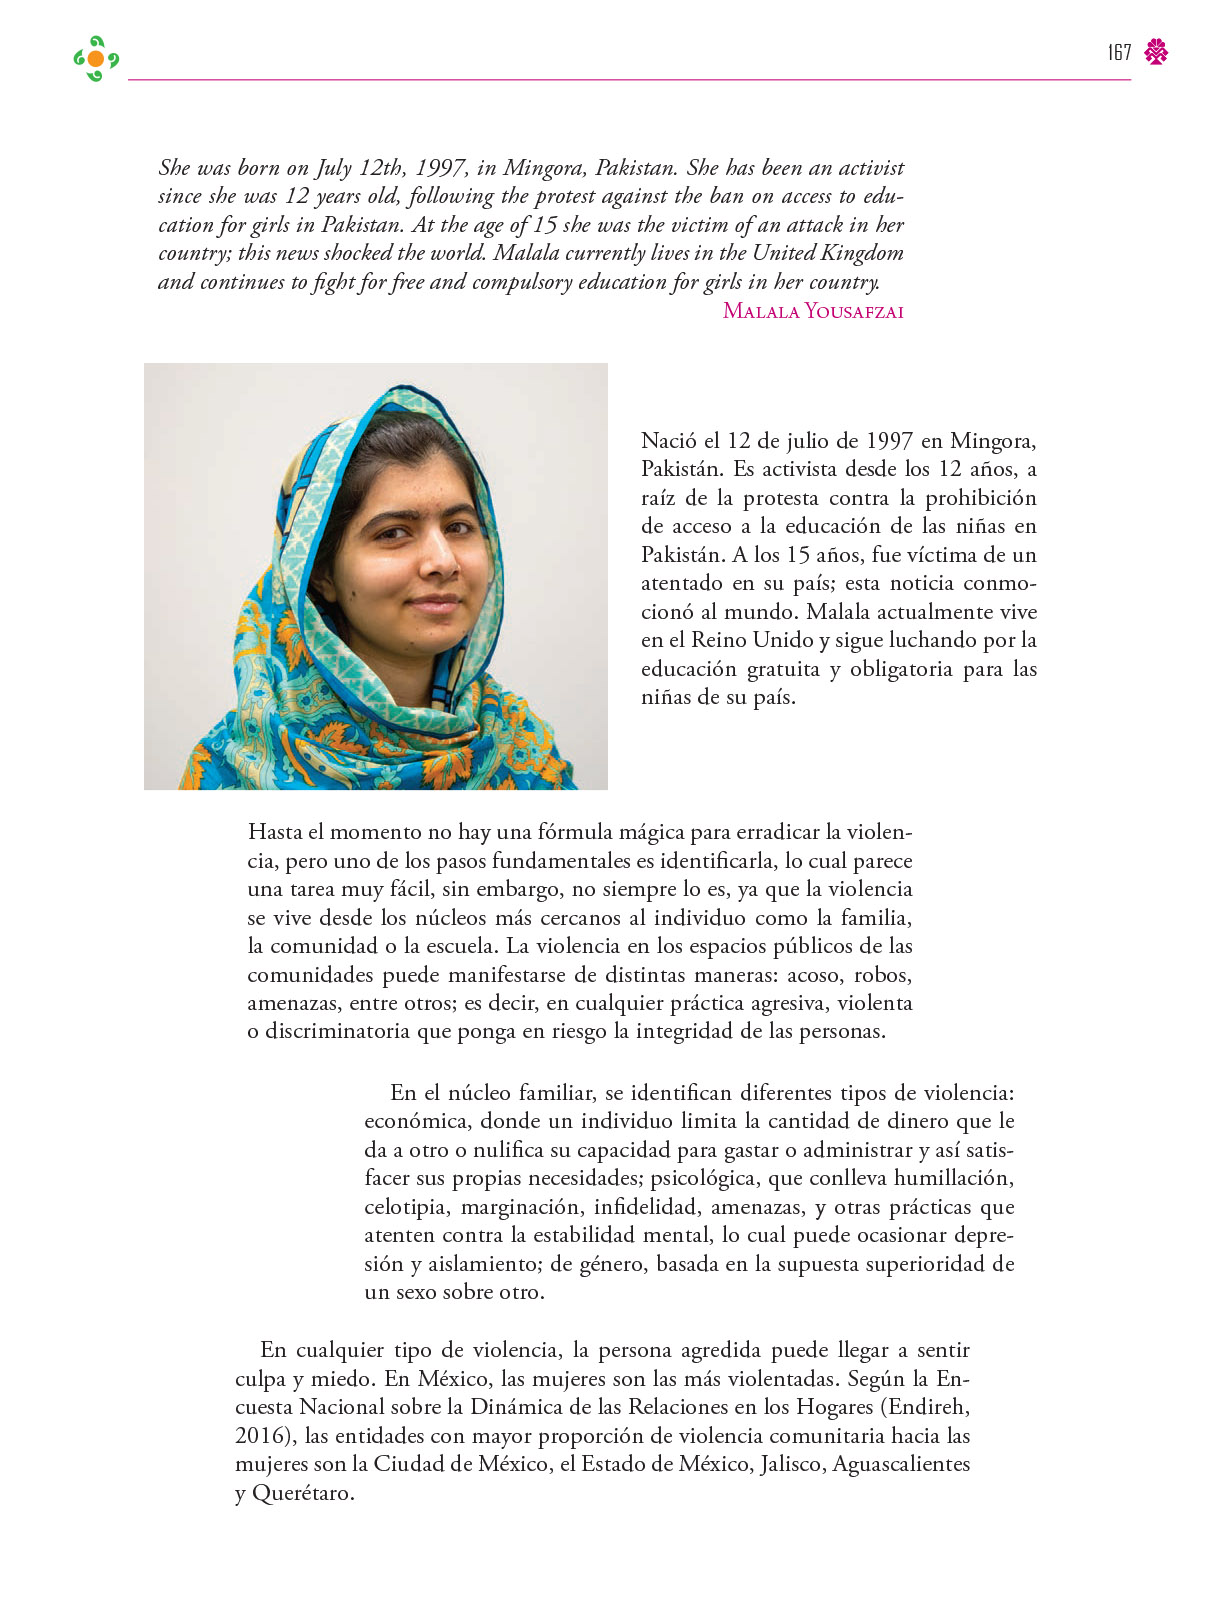 167
She was born on July 12th, 1997, in Mingora, Pakistan. She has been an activist
since she was 12 years old, following the protest against the ban on access to edu-
cation for girls in Pakistan. At the age of 15 she was the victim of an attack in her
country; this news shocked the world. Malala currently lives in the United Kingdom
and continues to fight for free and compulsory education for girls in her country.
Malala Yousafzai
Nació el 12 de julio de 1997 en Mingora,
Pakistán. Es activista desde los 12 años, a
raíz de la protesta contra la prohibición
de acceso a la educación de las niñas en
Pakistán. A los 15 años, fue víctima de un
atentado en su país; esta noticia conmo-
cionó al mundo. Malala actualmente vive
en el Reino Unido y sigue luchando por la
educación gratuita y obligatoria para las
niñas de su país.
Hasta el momento no hay una fórmula mágica para erradicar la violen-
cia, pero uno de los pasos fundamentales es identificarla, lo cual parece
una tarea muy fácil, sin embargo, no siempre lo es, ya que la violencia
se vive desde los núcleos más cercanos al individuo como la familia,
la comunidad o la escuela. La violencia en los espacios públicos de las
comunidades puede manifestarse de distintas maneras: acoso, robos,
amenazas, entre otros; es decir, en cualquier práctica agresiva, violenta
o discriminatoria que ponga en riesgo la integridad de las personas.
En el núcleo familiar, se identifican diferentes tipos de violencia:
económica, donde un individuo limita la cantidad de dinero que le
da a otro o nulifica su capacidad para gastar o administrar y así satis-
facer sus propias necesidades; psicológica, que conlleva humillación,
celotipia, marginación, infidelidad, amenazas, y otras prácticas que
atenten contra la estabilidad mental, lo cual puede ocasionar depre-
sión y aislamiento; de género, basada en la supuesta superioridad de
un sexo sobre otro.
En cualquier tipo de violencia, la persona agredida puede llegar a sentir
culpa y miedo. En México, las mujeres son las más violentadas. Según la En-
cuesta Nacional sobre la Dinámica de las Relaciones en los Hogares (Endireh,
2016), las entidades con mayor proporción de violencia comunitaria hacia las
mujeres son la Ciudad de México, el Estado de México, Jalisco, Aguascalientes
y Querétaro.